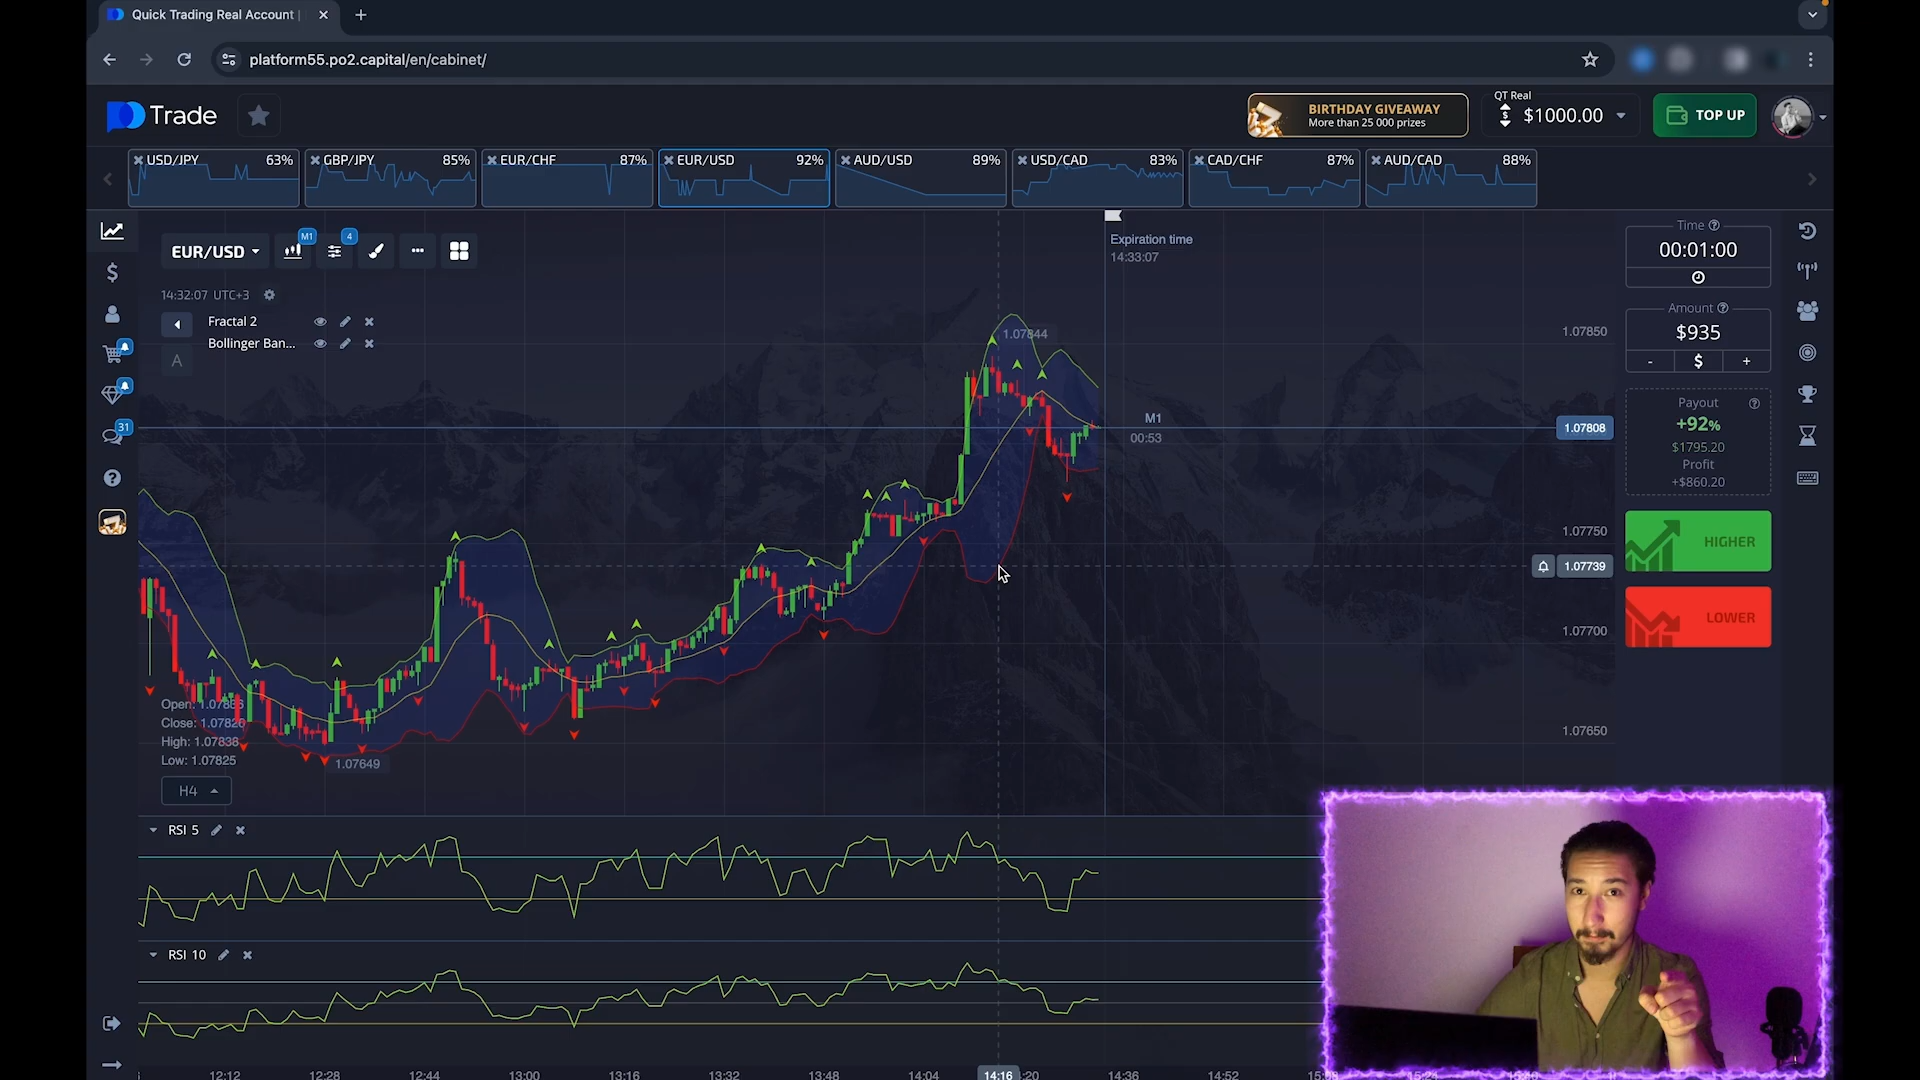 Quick Trading Real Account |
platform55.po2.capital/en/cabinet/
Trade
BIRTHDAY GIVEAWAY
More than 25 000 prizes
QT Real
$1000.00
TOP UP
USD/JPY 63%
GBP/JPY 85%
EUR/CHF 87%
EUR/USD 92%
AUD/USD 89%
USD/CAD 83%
CAD/CHF 87%
AUD/CAD 88%
EUR/USD
M1
4
Expiration time
14:33:07
14:32:07 UTC+3
Fractal 2
Bollinger Ban...
A
31
1.07844
M1
00:53
1.07850
1.07808
1.07750
1.07739
1.07700
1.07650
1.07649
Open:
Close:
High: 1.07838
Low: 1.07825
H4
Time
00:01:00
Amount
$935
- $ +
Payout
+92%
$1795.20
Profit
+$860.20
HIGHER
LOWER
RSI 5
RSI 10
12:12 12:28 12:44 13:00 13:16 13:32 13:48 14:04 14:16 :20 14:36 14:52